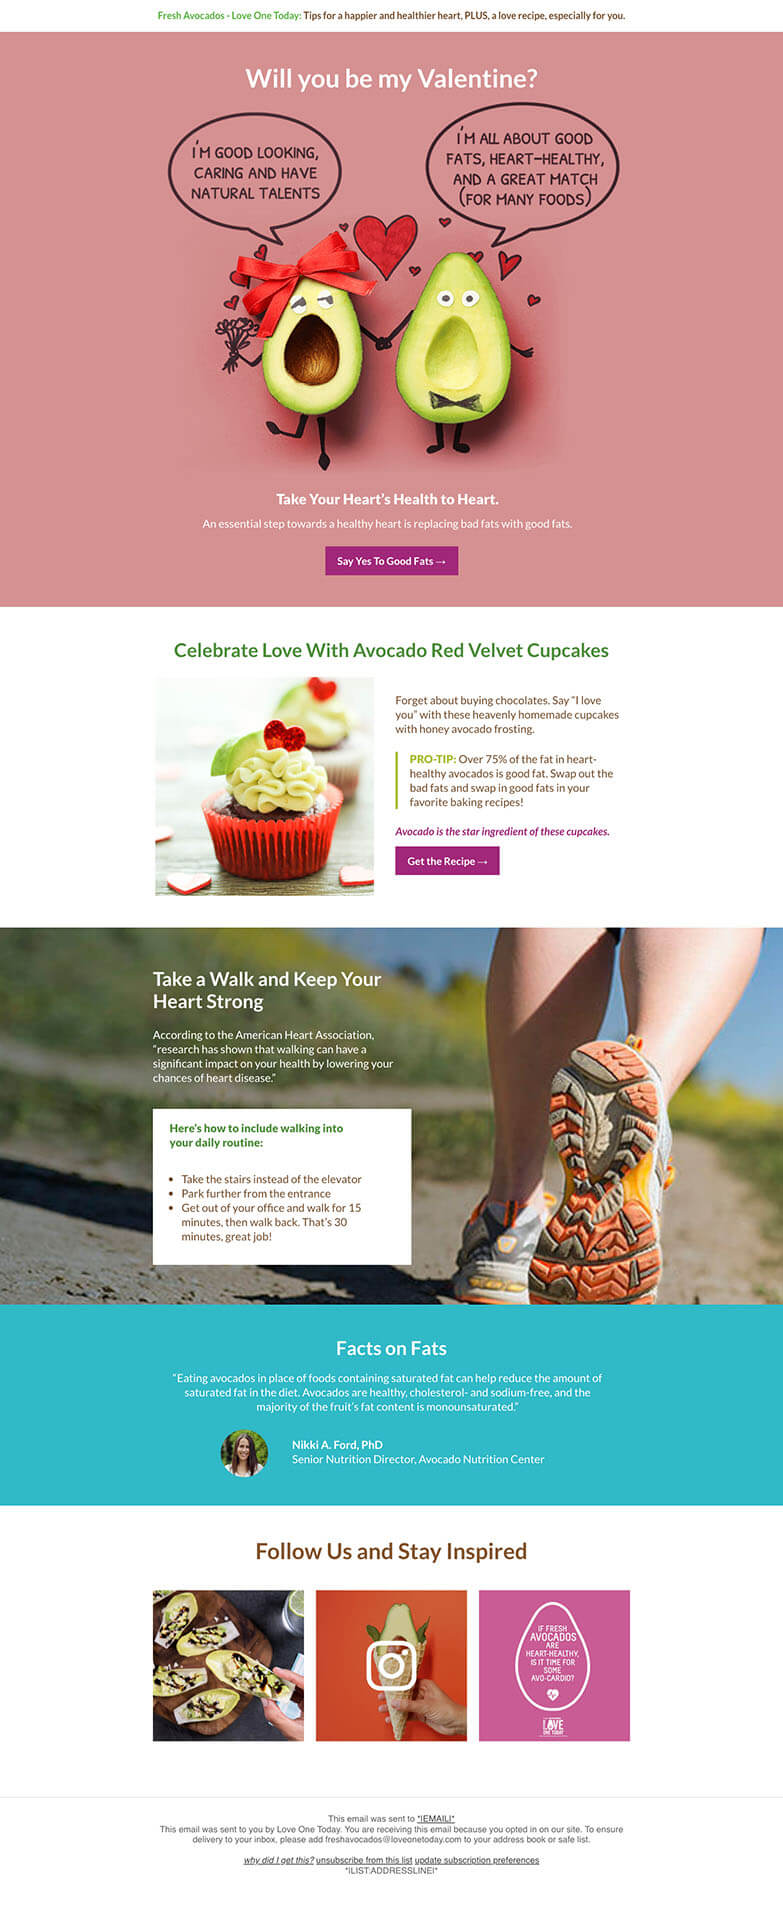 Fresh Avocados - Love One Today: Tips for a happier and healthier heart, PLUS, a love recipe, especially for you.
Will you be my Valentine?
I'M GOOD LOOKING,
CARING AND HAVE
NATURAL TALENTS
I'M ALL ABOUT GOOD
FATS, HEART-HEALTHY,
AND A GREAT MATCH
(FOR MANY FOODS)
Take Your Heart's Health to Heart.
An essential step towards a healthy heart is replacing bad fats with good fats.
Say Yes To Good Fats →
Celebrate Love With Avocado Red Velvet Cupcakes
Forget about buying chocolates. Say "I love
you" with these heavenly homemade cupcakes
with honey avocado frosting.
PRO-TIP: Over 75% of the fat in heart-
healthy avocados is good fat. Swap out the
bad fats and swap in good fats in your
favorite baking recipes!
Avocado is the star ingredient of these cupcakes.
Get the Recipe →
Take a Walk and Keep Your
Heart Strong
According to the American Heart Association,
"research has shown that walking can have a
significant impact on your health by lowering your
chances of heart disease."
Here's how to include walking into
your daily routine:
• Take the stairs instead of the elevator
• Park further from the entrance
• Get out of your office and walk for 15
minutes, then walk back. That's 30
minutes, great job!
Facts on Fats
"Eating avocados in place of foods containing saturated fat can help reduce the amount of
saturated fat in the diet. Avocados are healthy, cholesterol- and sodium-free, and the
majority of the fruit's fat content is monounsaturated."
Nikki A. Ford, PhD
Senior Nutrition Director, Avocado Nutrition Center
Follow Us and Stay Inspired
IF FRESH
AVOCADOS
ARE
HEART-HEALTHY,
IS IT TIME FOR
SOME
AVO-CARDIO?
LOVE
ONE TODAY
This email was sent to *|EMAIL|*
This email was sent to you by Love One Today. You are receiving this email because you opted in on our site. To ensure
delivery to your inbox, please add freshavocados@loveonetoday.com to your address book or safe list.
why did I get this? unsubscribe from this list update subscription preferences
*|LIST:ADDRESSLINE|*